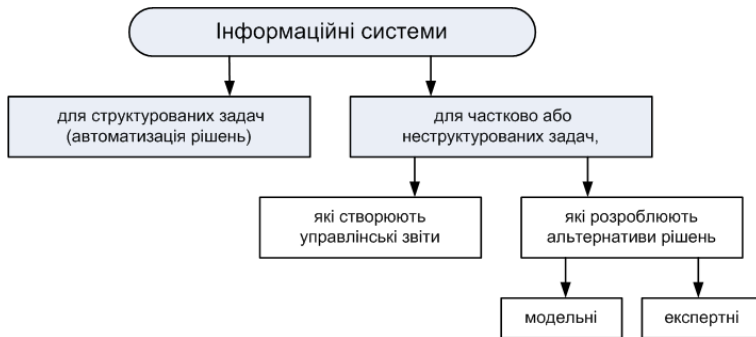 Інформаційні системи
для структурованих задач
(автоматизація рішень)
для частково або
неструктурованих задач,
які створюють
управлінські звіти
які розроблюють
альтернативи рішень
модельні
експертні